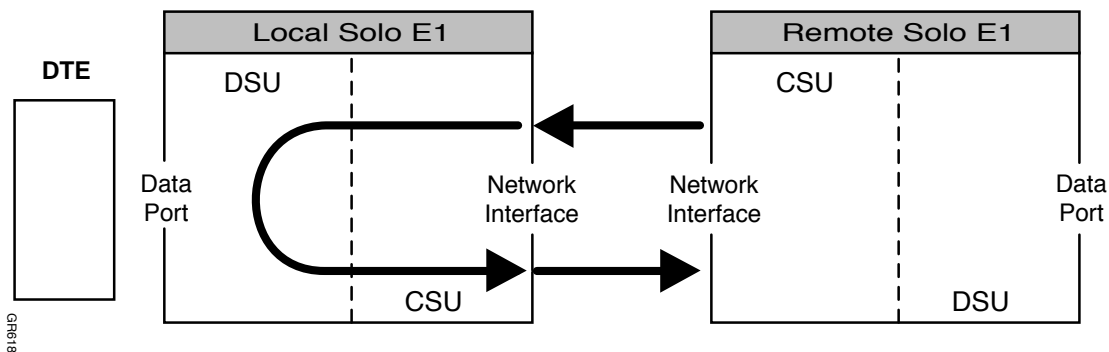 Local Solo E1
Remote Solo E1
DTE
DSU
CSU
Data
Port
Network
Interface
Network
Interface
Data
Port
CSU
DSU
GR618